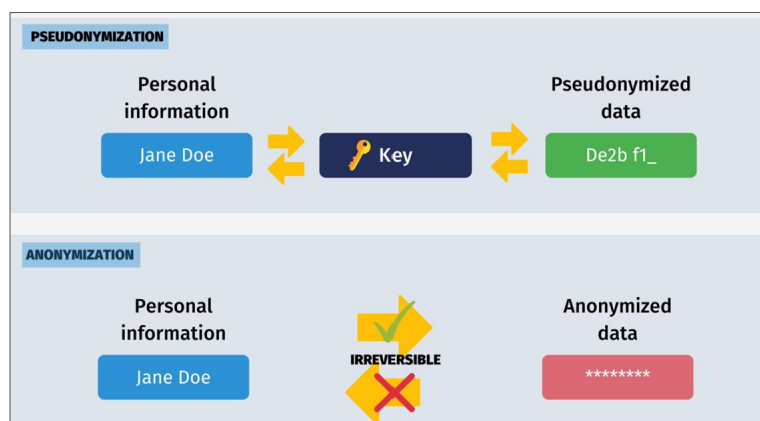 PSEUDONYMIZATION
Personal
information
Pseudonymized
data
Jane Doe
Key
De2b f1_
ANONYMIZATION
Personal
information
Anonymized
data
IRREVERSIBLE
Jane Doe
********